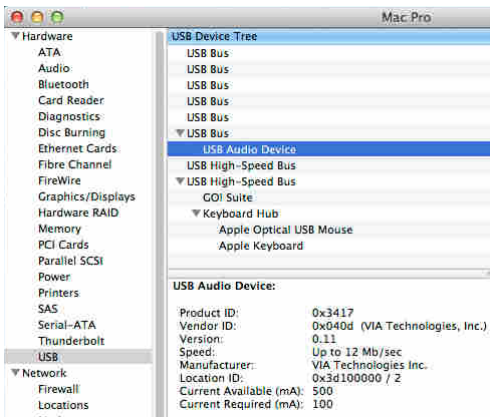 Mac Pro
▼Hardware
ATA
Audio
Bluetooth
Card Reader
Diagnostics
Disc Burning
Ethernet Cards
Fibre Channel
FireWire
Graphics/Displays
Hardware RAID
Memory
PCI Cards
Parallel SCSI
Power
Printers
SAS
Serial-ATA
Thunderbolt
USB
▼Network
Firewall
Locations
USB Device Tree
USB Bus
USB Bus
USB Bus
USB Bus
USB Bus
▼USB Bus
USB Audio Device
USB High-Speed Bus
▼USB High-Speed Bus
GO! Suite
▼Keyboard Hub
Apple Optical USB Mouse
Apple Keyboard
USB Audio Device:
Product ID: 0x3417
Vendor ID: 0x040d (VIA Technologies, Inc.)
Version: 0.11
Speed: Up to 12 Mb/sec
Manufacturer: VIA Technologies Inc.
Location ID: 0x3d100000 / 2
Current Available (mA): 500
Current Required (mA): 100